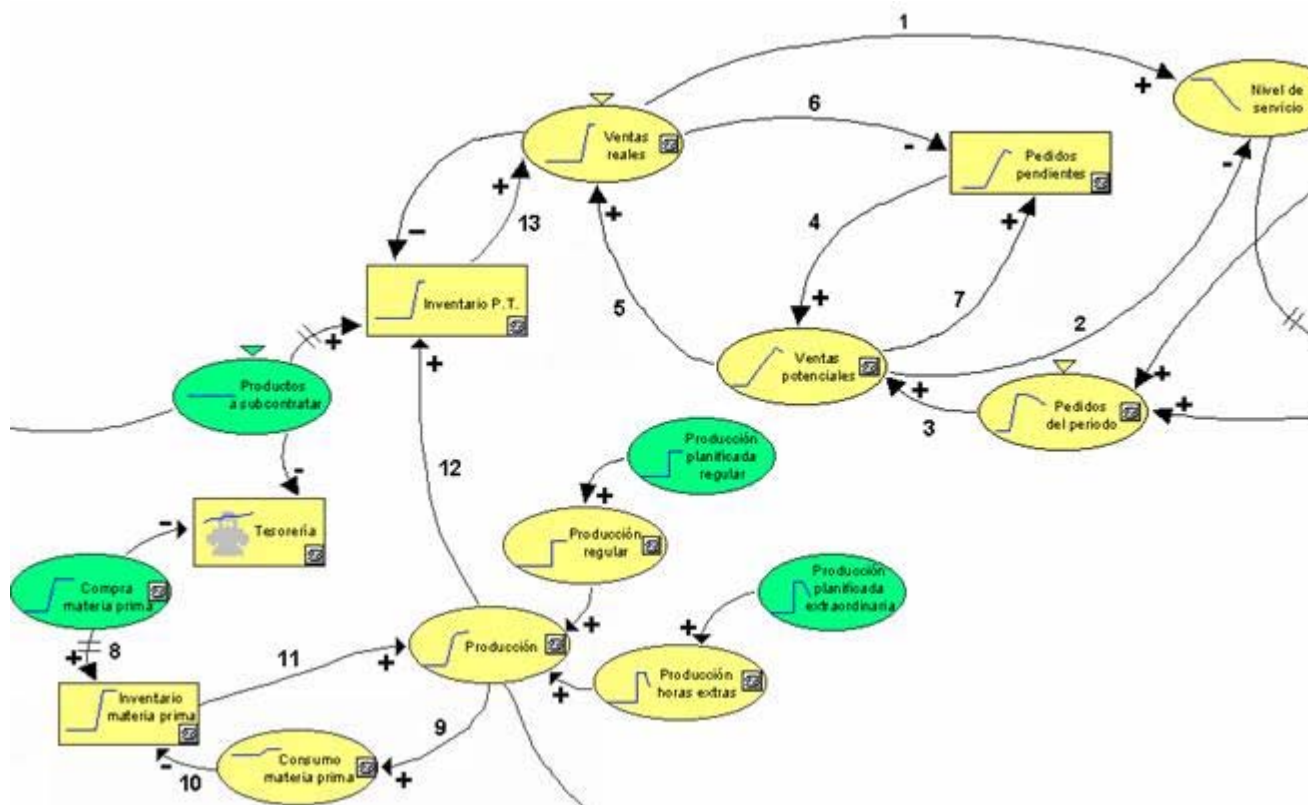 1
Nivel de
servicio
+
6
Ventas
reales
-
Pedidos
pendientes
-
+
+
4
+
13
-
Inventario P.T.
5
+
7
2
+
+
Ventas
potenciales
+
Productos
a subcontratar
+
3
Pedidos
del periodo
+
Producción
planificada
regular
12
-
+
-
Tesorería
Producción
regular
Compra
materia prima
Producción
planificada
extraordinaria
+
+
8
+
11
+
Producción
+
Producción
horas extras
Inventario
materia prima
9
-
10
Consumo
materia prima
+